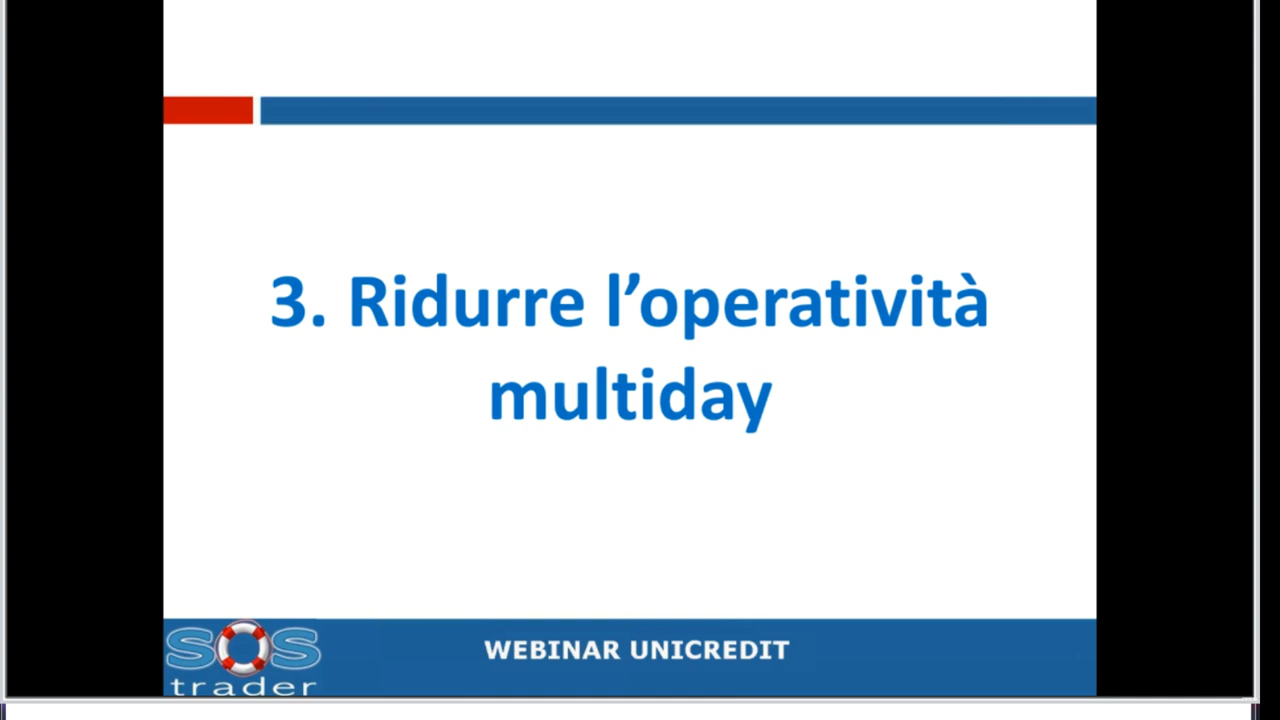 3. Ridurre l’operatività
multiday
SOS
trader
WEBINAR UNICREDIT